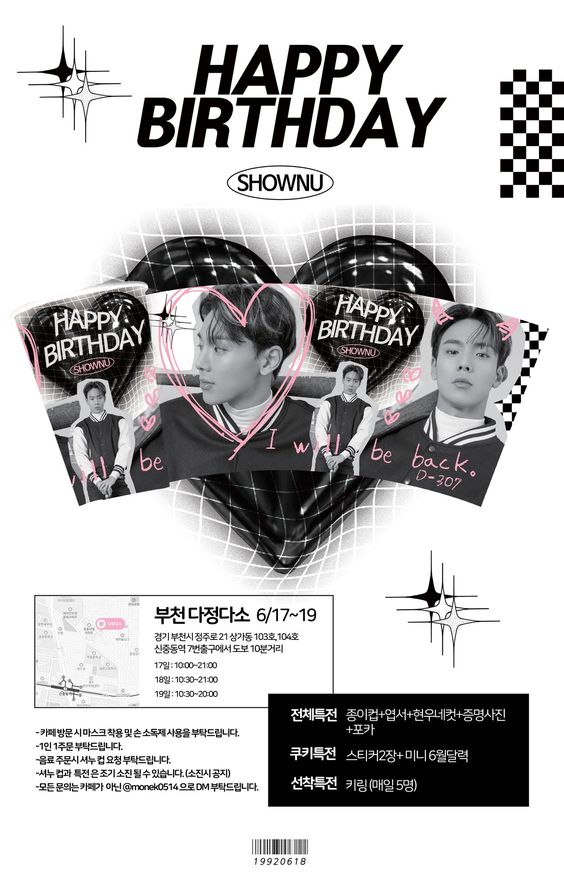 HAPPY
BIRTHDAY
SHOWNU
HAPPY
BIRTHDAY
SHOWNU
will be
HAPPY
BIRTHDAY
SHOWNU
I will be back.
D-307
부천 다정다소 6/17~19
경기 부천시 정주로 21 상가동 103호,104호
신중동역 7번출구에서 도보 10분거리
17일 : 10:00~21:00
18일 : 10:30~21:00
19일 : 10:30~20:00
전체특전 종이컵+엽서+현우네컷+증명사진
+포카
쿠키특전 스티커2장+ 미니 6월달력
선착특전 키링 (매일 5명)
-카페 방문 시 마스크 착용 및 손 소독제 사용을 부탁드립니다.
-1인 1주문 부탁드립니다.
-음료 주문시 셔누 컵 요청 부탁드립니다.
-셔누 컵과 특전 은 조기 소진 될 수 있습니다. (소진시 공지)
-모든 문의는 카페가 아닌 @monek0514 으로 DM 부탁드립니다.
19920618